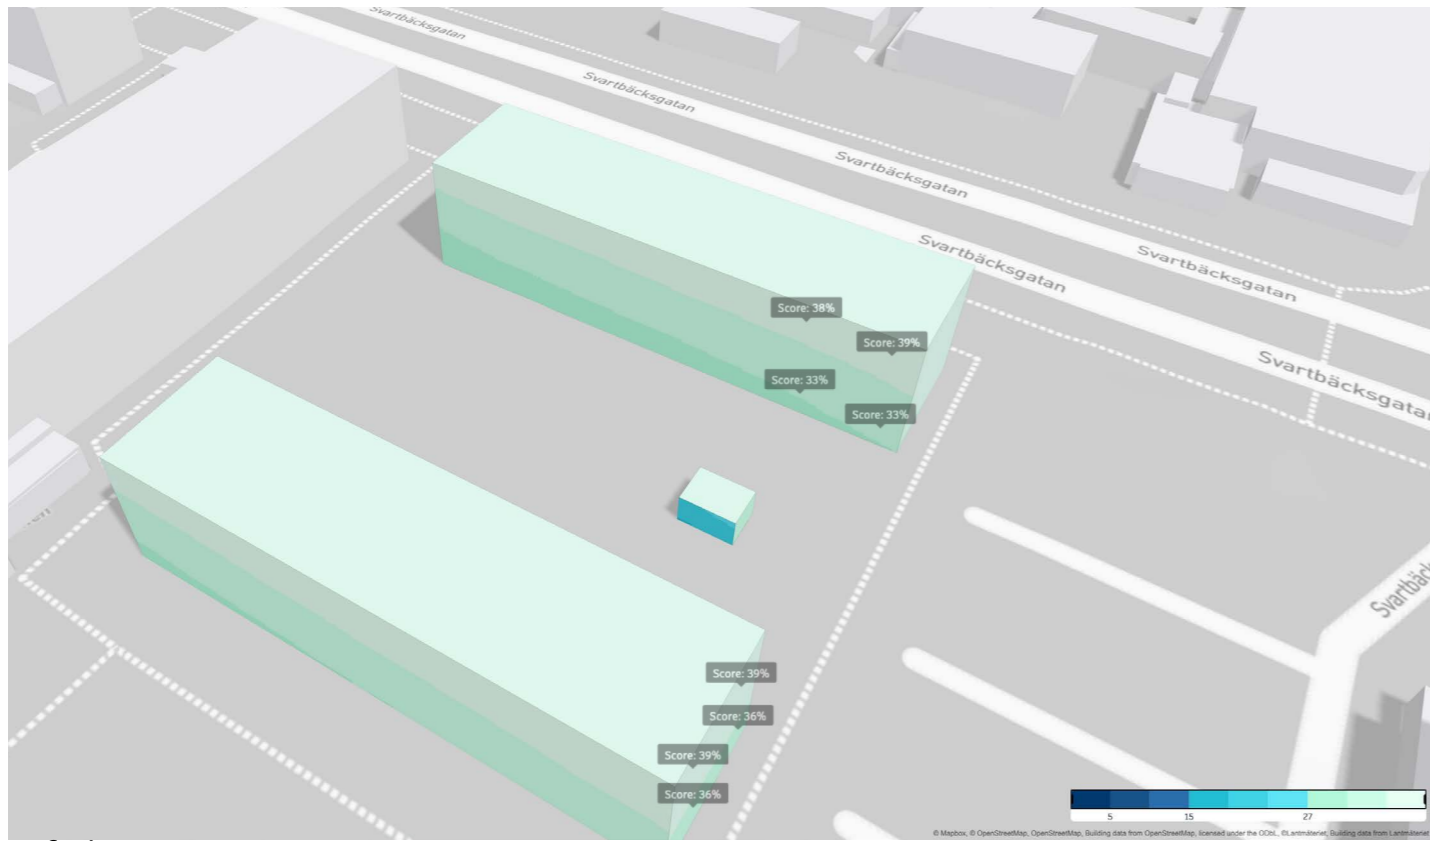 Svartbäcksgatan
Svartbäcksgatan
Svartbäcksgatan
Svartbäcksgatan
Svartbäcksgatan
Svartbäcksgata
Score: 38%
Score: 39%
Score: 33%
Score: 33%
Svartbäck
Score: 39%
Score: 36%
Score: 39%
Score: 36%
5 15 27
© Mapbox, © OpenStreetMap, OpenStreetMap, Building data from OpenStreetMap, licensed under the ODbL, ©Lantmäteriet, Building data from Lantmäteriet